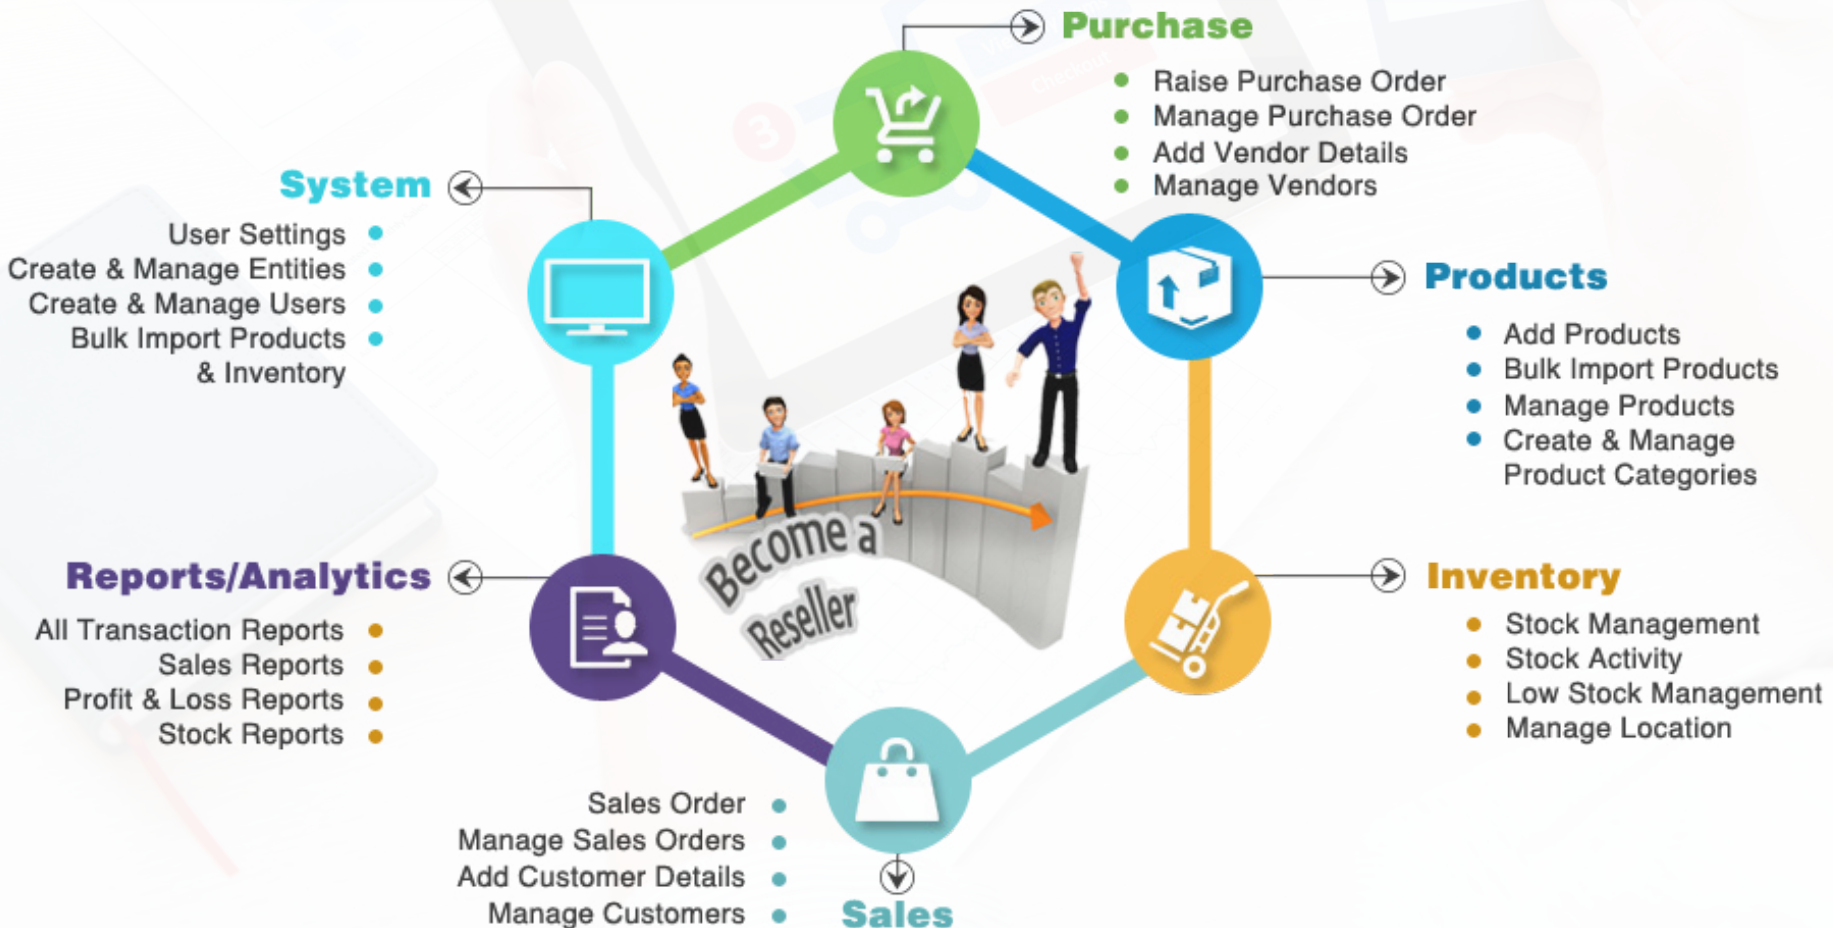 Purchase
Raise Purchase Order
Manage Purchase Order
Add Vendor Details
Manage Vendors
System
User Settings
Create & Manage Entities
Create & Manage Users
Bulk Import Products
& Inventory
Products
Add Products
Bulk Import Products
Manage Products
Create & Manage
Product Categories
Become a
Reseller
Reports/Analytics
All Transaction Reports
Sales Reports
Profit & Loss Reports
Stock Reports
Inventory
Stock Management
Stock Activity
Low Stock Management
Manage Location
Sales Order
Manage Sales Orders
Add Customer Details
Manage Customers
Sales
3
Checkout